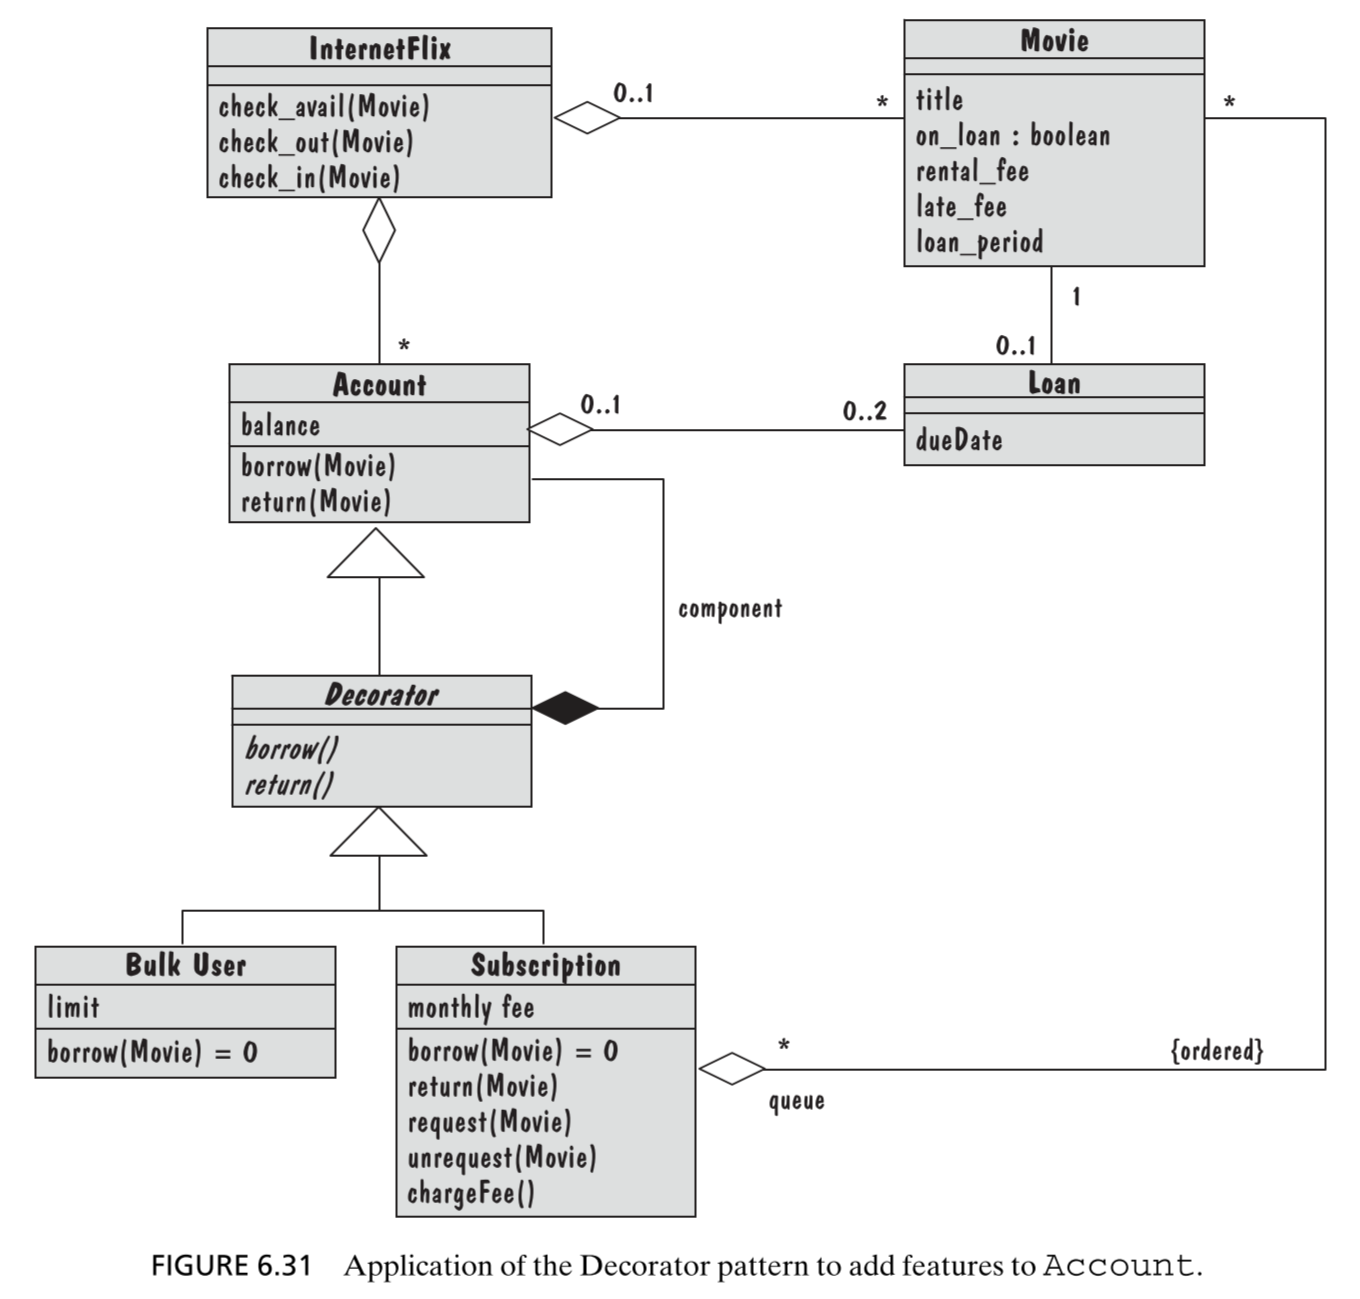 InternetFlix
check_avail(Movie)
check_out(Movie)
check_in(Movie)
0..1
*
Movie
title
on_loan : boolean
rental_fee
late_fee
loan_period
*
1
0..1
*
Account
balance
borrow(Movie)
return(Movie)
0..1
0..2
Loan
dueDate
component
Decorator
borrow()
return()
Bulk User
limit
borrow(Movie) = 0
Subscription
monthly fee
borrow(Movie) = 0
return(Movie)
request(Movie)
unrequest(Movie)
chargeFee()
*
queue
{ordered}
FIGURE 6.31 Application of the Decorator pattern to add features to Account.